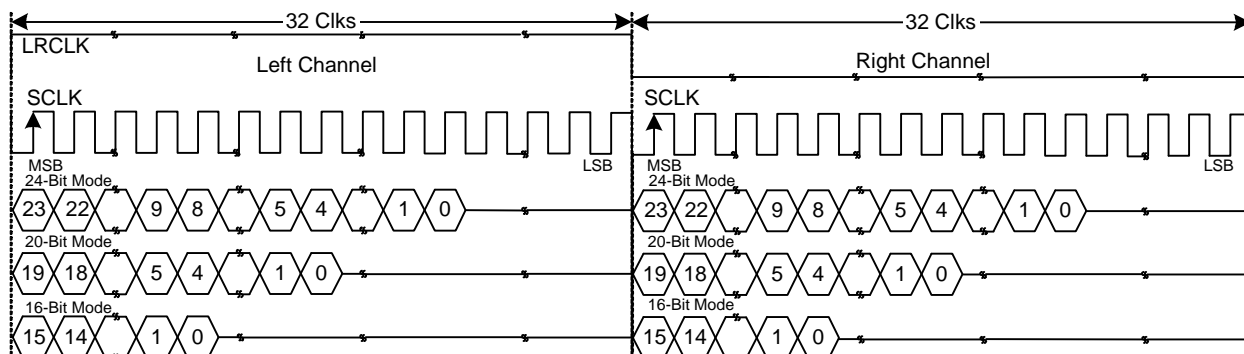 32 Clks 32 Clks
LRCLK
Left Channel Right Channel
SCLK SCLK
MSB LSB MSB LSB
24-Bit Mode 24-Bit Mode
23 22 9 8 5 4 1 0 23 22 9 8 5 4 1 0
20-Bit Mode 20-Bit Mode
19 18 5 4 1 0 19 18 5 4 1 0
16-Bit Mode 16-Bit Mode
15 14 1 0 15 14 1 0